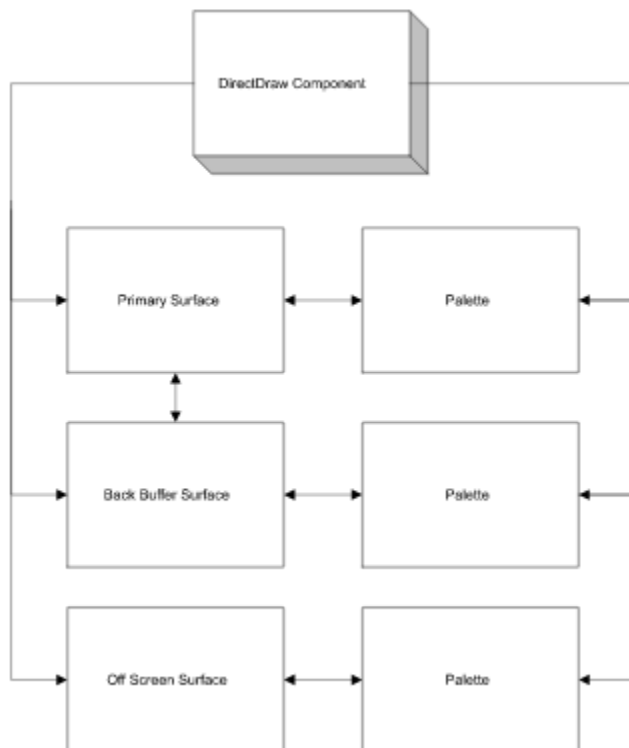 DirectDraw Component
Primary Surface
Palette
Back Buffer Surface
Palette
Off Screen Surface
Palette